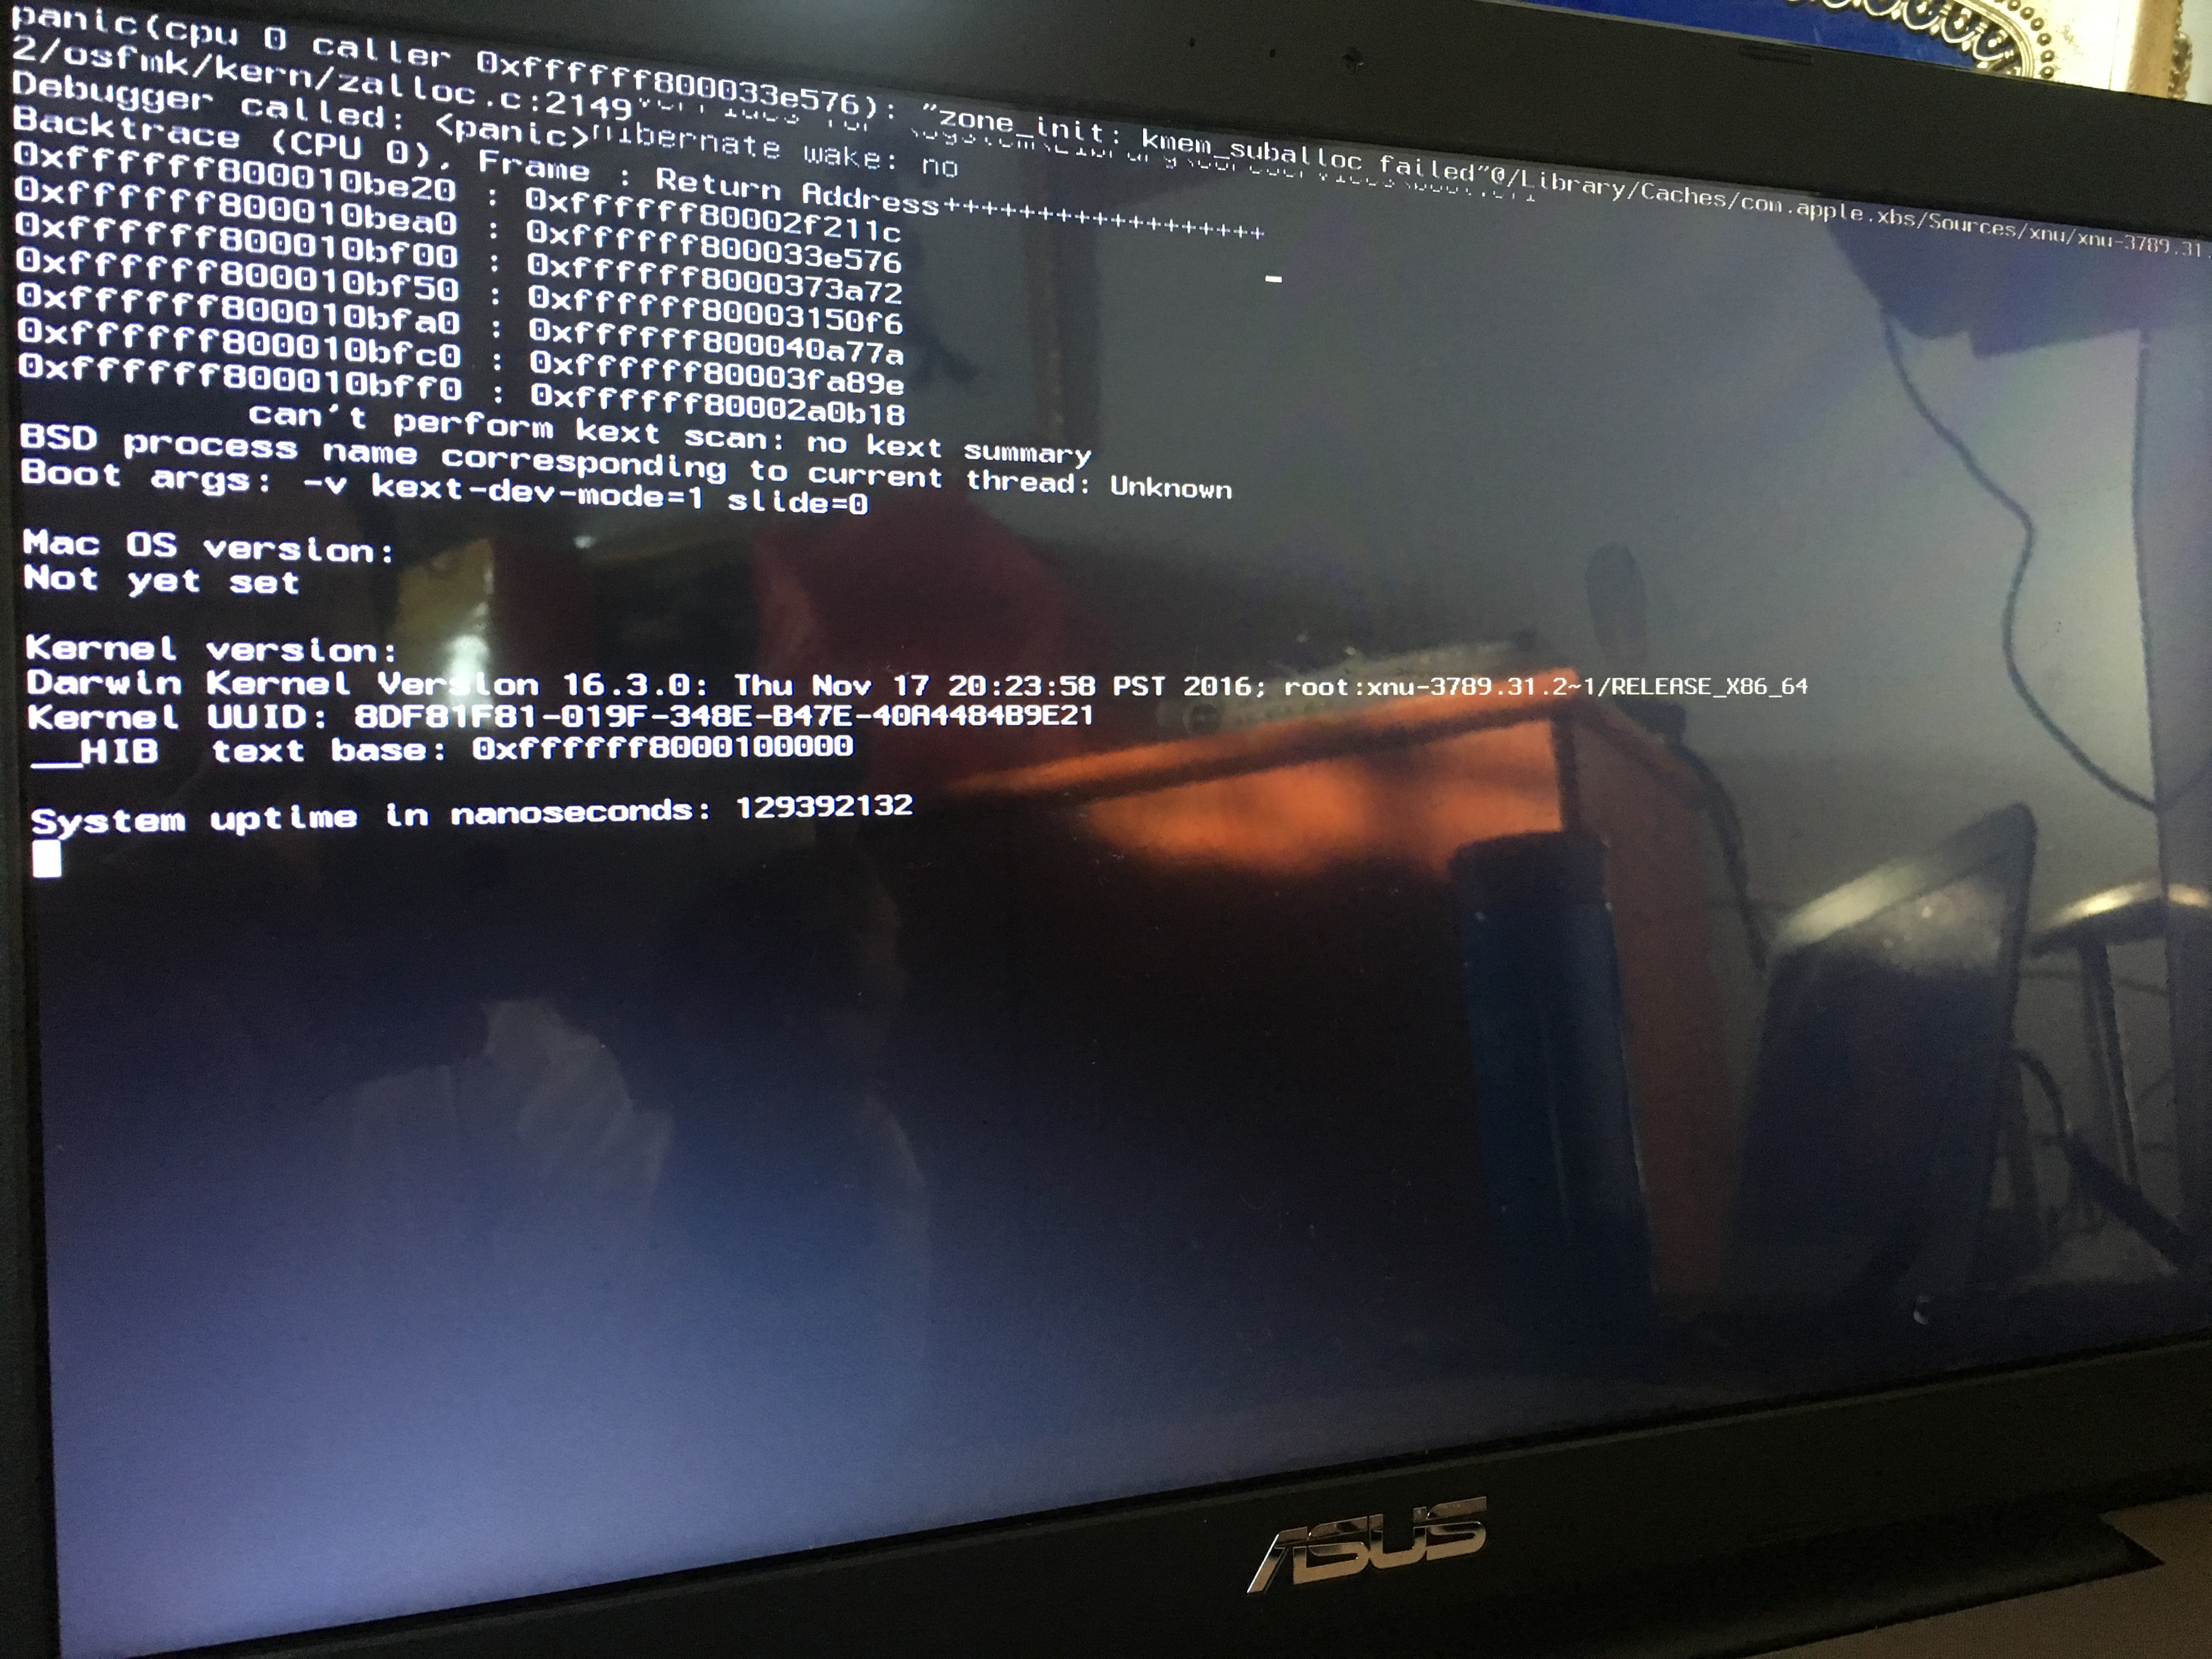 panic(cpu 0 caller 0xffffff800033e576): "zone_init: kmem_suballoc failed"@/Library/Caches/com.apple.xbs/Sources/xnu/xnu-3789.31.
2/osfmk/kern/zalloc.c:2149
Debugger called: <panic>
ibernate wake: no
Backtrace (CPU 0), Frame : Return Address+++++++++++++++++
0xffffff800010be20 : 0xffffff80002f211c
0xffffff800010bea0 : 0xffffff800033e576
0xffffff800010bf00 : 0xffffff8000373a72
0xffffff800010bf50 : 0xffffff80003150f6
0xffffff800010bfa0 : 0xffffff800040a77a
0xffffff800010bfc0 : 0xffffff80003fa89e
0xffffff800010bff0 : 0xffffff80002a0b18
can't perform kext scan: no kext summary
BSD process name corresponding to current thread: Unknown
Boot args: -v kext-dev-mode=1 slide=0
Mac OS version:
Not yet set
Kernel version:
Darwin Kernel Version 16.3.0: Thu Nov 17 20:23:58 PST 2016; root:xnu-3789.31.2~1/RELEASE_X86_64
Kernel UUID: 8DF81F81-019F-348E-B47E-40A4484B9E21
__HIB  text base: 0xffffff8000100000
System uptime in nanoseconds: 129392132
ASUS